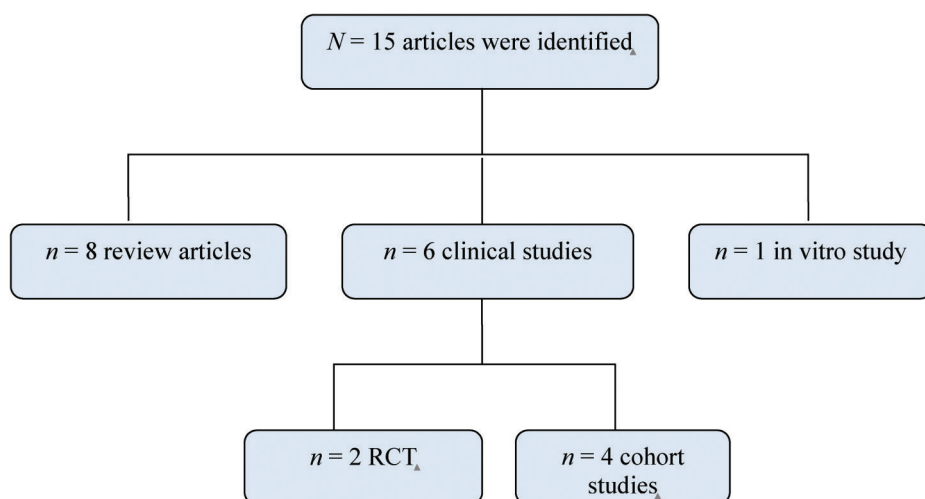 N = 15 articles were identified
n = 8 review articles
n = 6 clinical studies
n = 1 in vitro study
n = 2 RCT
n = 4 cohort
studies